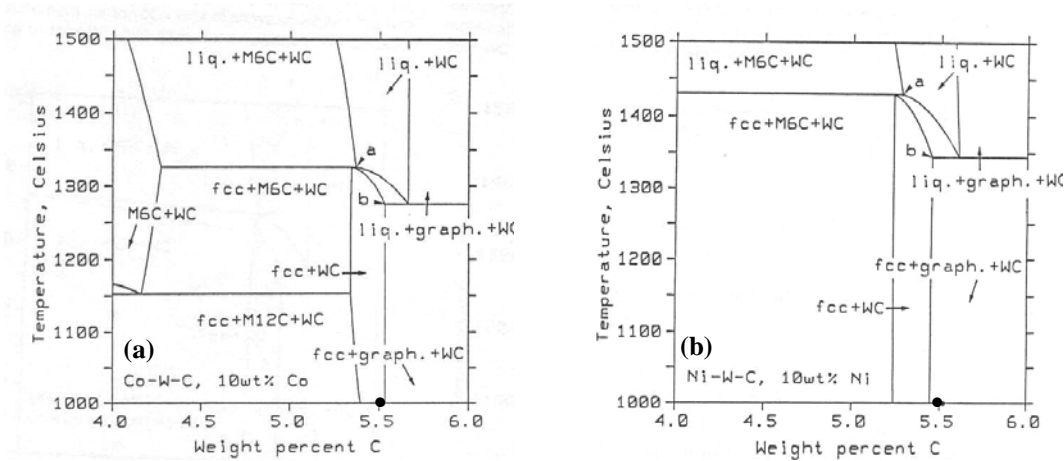 1500
1400
1300
1200
1100
1000
4.0
4.5
5.0
5.5
6.0
Temperature, Celsius
Weight percent C
liq.+M6C+WC
liq.+WC
a
fcc+M6C+WC
b
M6C+WC
liq.+graph.+WC
fcc+WC
fcc+M12C+WC
(a)
fcc+graph.+WC
Co-W-C, 10wt% Co
1500
1400
1300
1200
1100
1000
4.0
4.5
5.0
5.5
6.0
Temperature, Celsius
Weight percent C
liq.+M6C+WC
liq.+WC
a
fcc+M6C+WC
b
liq.+graph.+WC
fcc+graph.+WC
fcc+WC
(b)
Ni-W-C, 10wt% Ni